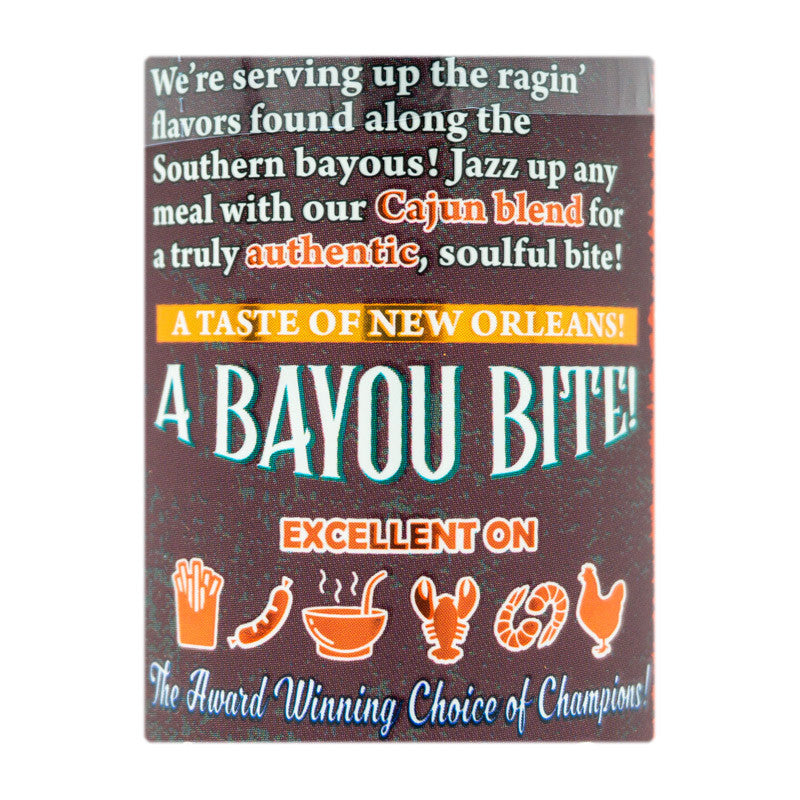 We're serving up the ragin'
flavors found along the
Southern bayous! Jazz up any
meal with our Cajun blend for
a truly authentic, soulful bite!
A TASTE OF NEW ORLEANS!
A BAYOU BITE!
EXCELLENT ON
The Award Winning Choice of Champions!